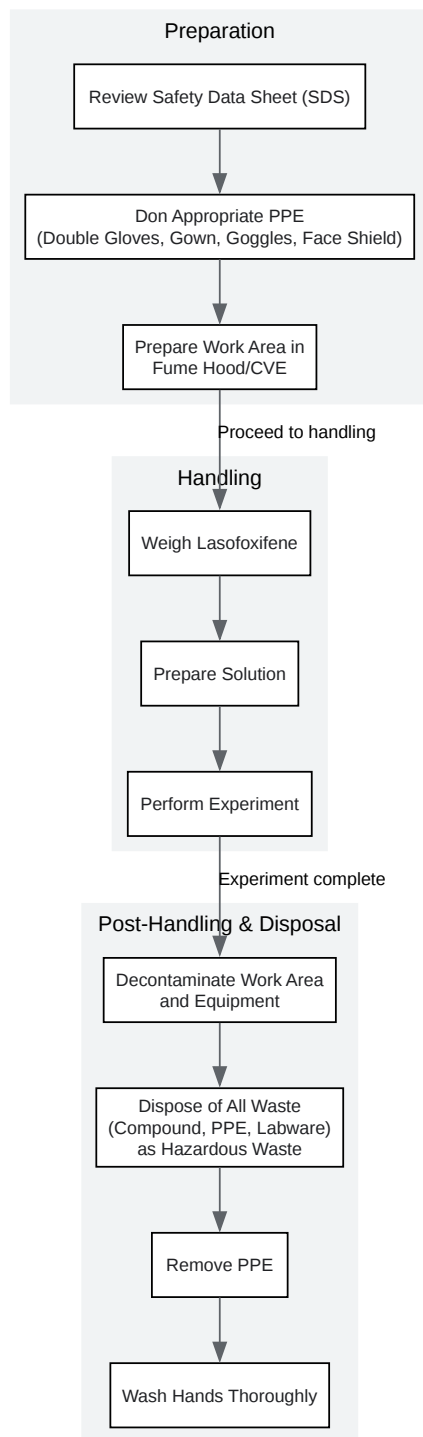 Preparation
Review Safety Data Sheet (SDS)
Don Appropriate PPE
(Double Gloves, Gown, Goggles, Face Shield)
Prepare Work Area in
Fume Hood/CVE
Proceed to handling
Handling
Weigh Lasofoxifene
Prepare Solution
Perform Experiment
Experiment complete
Post-Handling & Disposal
Decontaminate Work Area
and Equipment
Dispose of All Waste
(Compound, PPE, Labware)
as Hazardous Waste
Remove PPE
Wash Hands Thoroughly